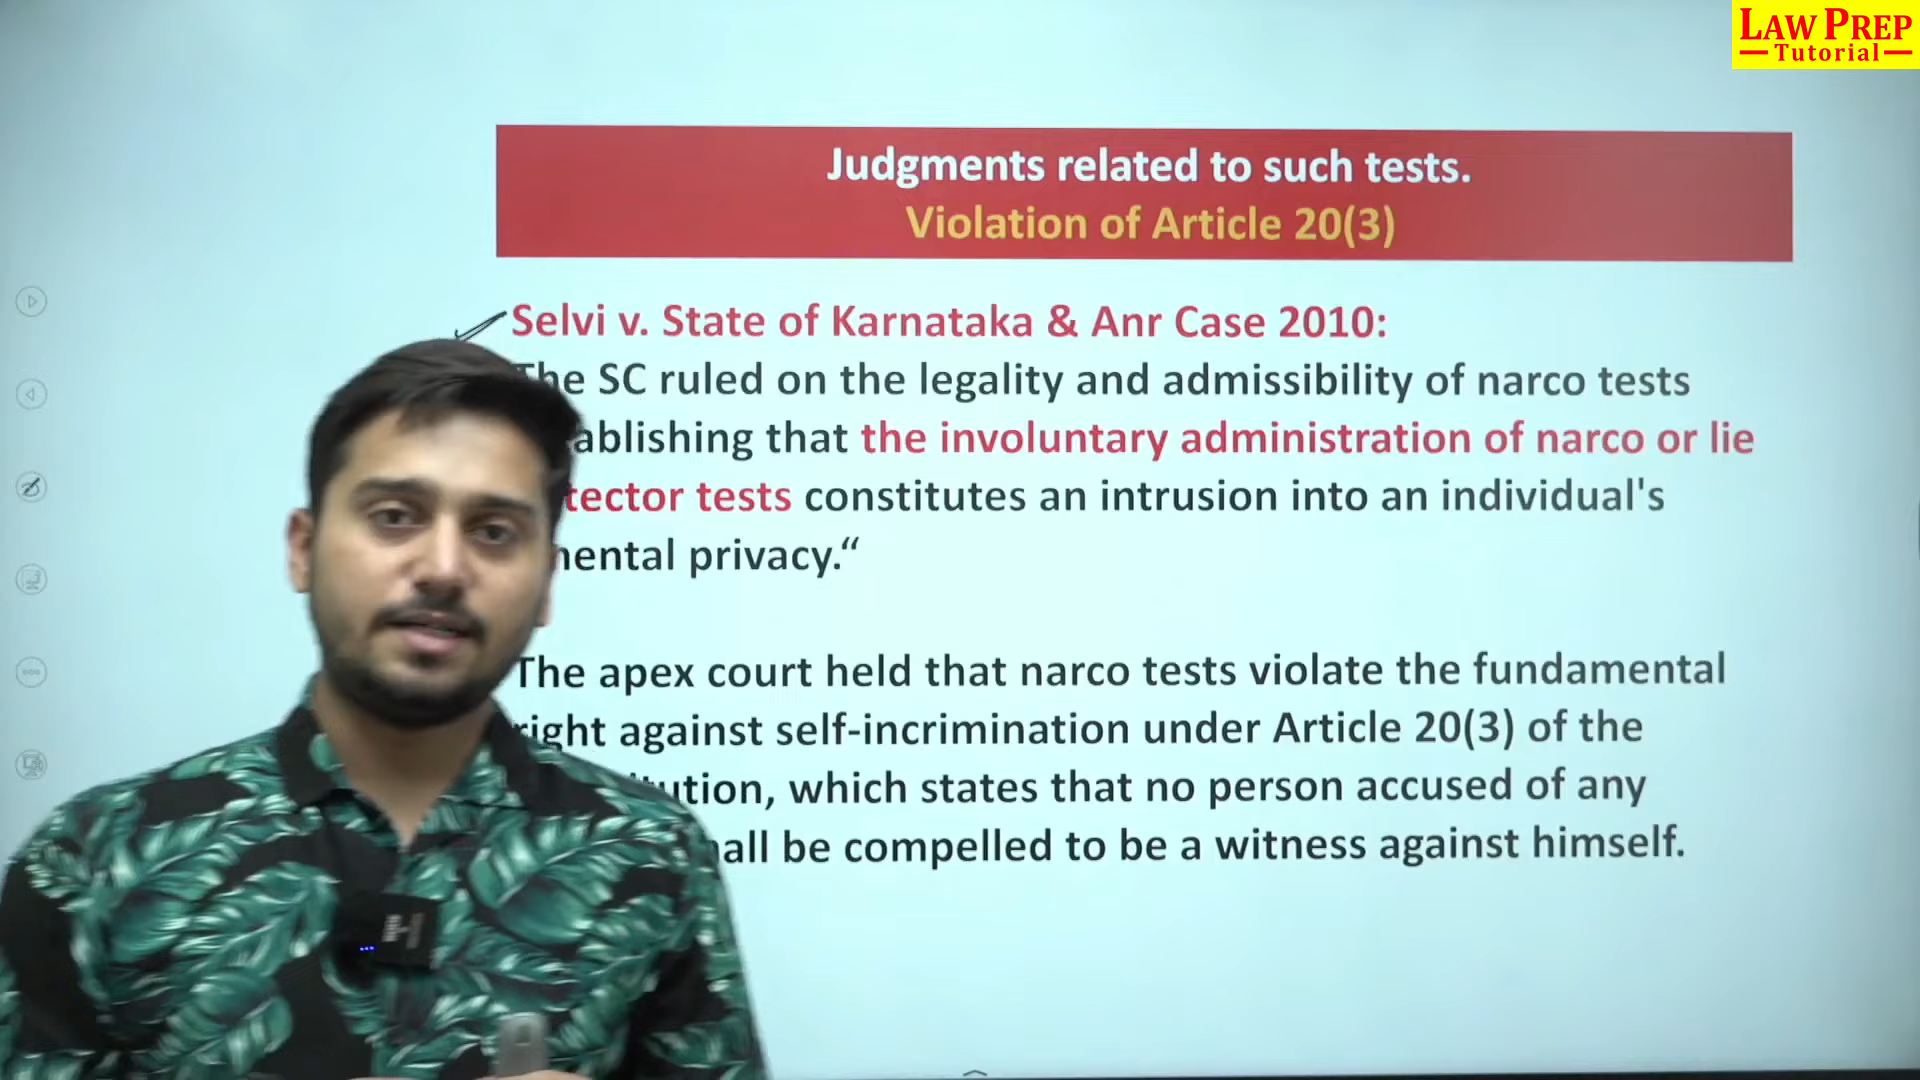 LAW PREP
Tutorial
Judgments related to such tests.
Violation of Article 20(3)
Selvi v. State of Karnataka & Anr Case 2010:
The SC ruled on the legality and admissibility of narco tests
ablishing that the involuntary administration of narco or lie
tector tests constitutes an intrusion into an individual's
mental privacy.“
The apex court held that narco tests violate the fundamental
right against self-incrimination under Article 20(3) of the
ution, which states that no person accused of any
hall be compelled to be a witness against himself.